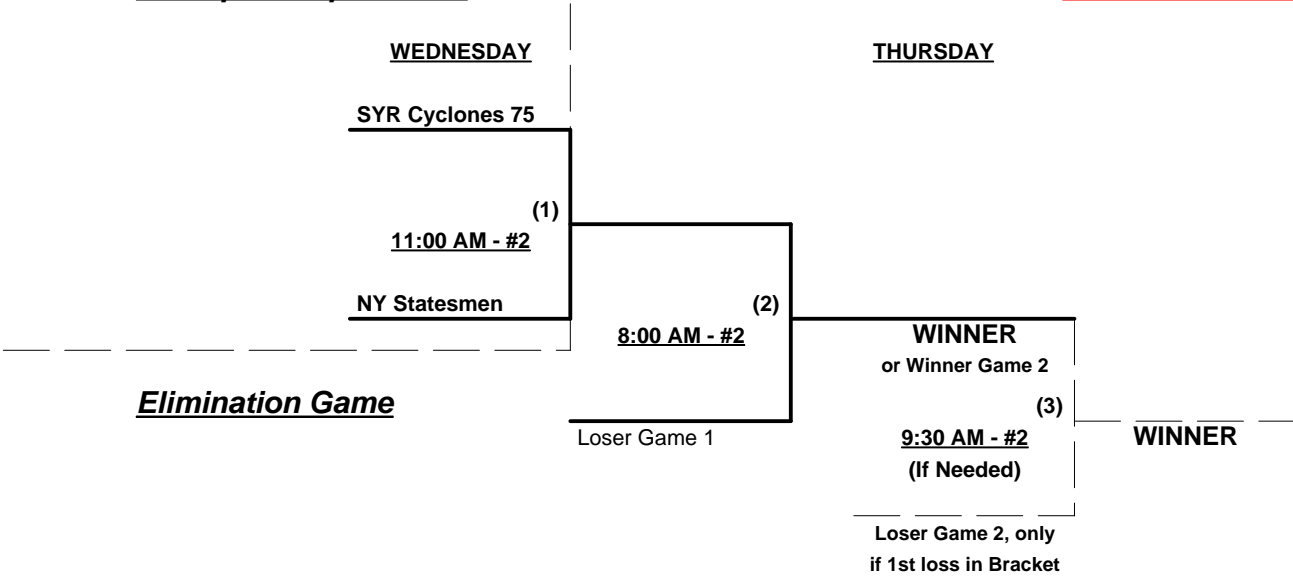 WEDNESDAY
THURSDAY
SYR Cyclones 75
(1)
11:00 AM - #2
NY Statesmen
(2)
8:00 AM - #2
WINNER
or Winner Game 2
Elimination Game
(3)
Loser Game 1
9:30 AM - #2
WINNER
(If Needed)
Loser Game 2, only
if 1st loss in Bracket